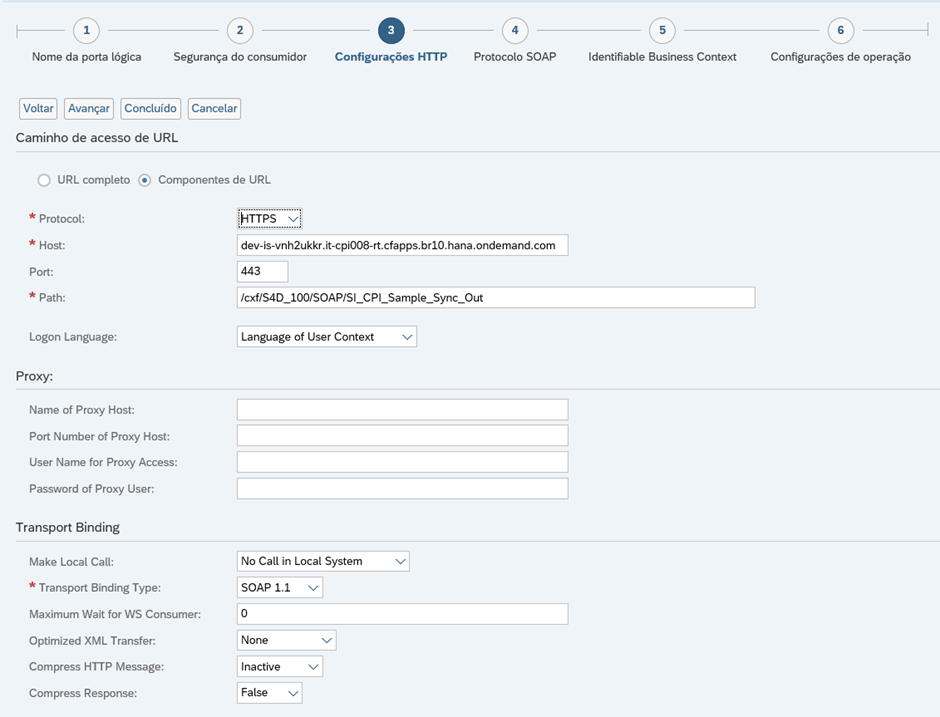 1 2 3 4 5 6
Nome da porta lógica Segurança do consumidor Configurações HTTP Protocolo SOAP Identifiable Business Context Configurações de operação
Voltar Avançar Concluído Cancelar
Caminho de acesso de URL
URL completo Componentes de URL
* Protocol: HTTPS
* Host: dev-is-vnh2ukkr.it-cpi008-rt.cfapps.br10.hana.ondemand.com
Port: 443
* Path: /cxf/S4D_100/SOAP/SI_CPI_Sample_Sync_Out
Logon Language: Language of User Context
Proxy:
Name of Proxy Host:
Port Number of Proxy Host:
User Name for Proxy Access:
Password of Proxy User:
Transport Binding
Make Local Call: No Call in Local System
* Transport Binding Type: SOAP 1.1
Maximum Wait for WS Consumer: 0
Optimized XML Transfer: None
Compress HTTP Message: Inactive
Compress Response: False